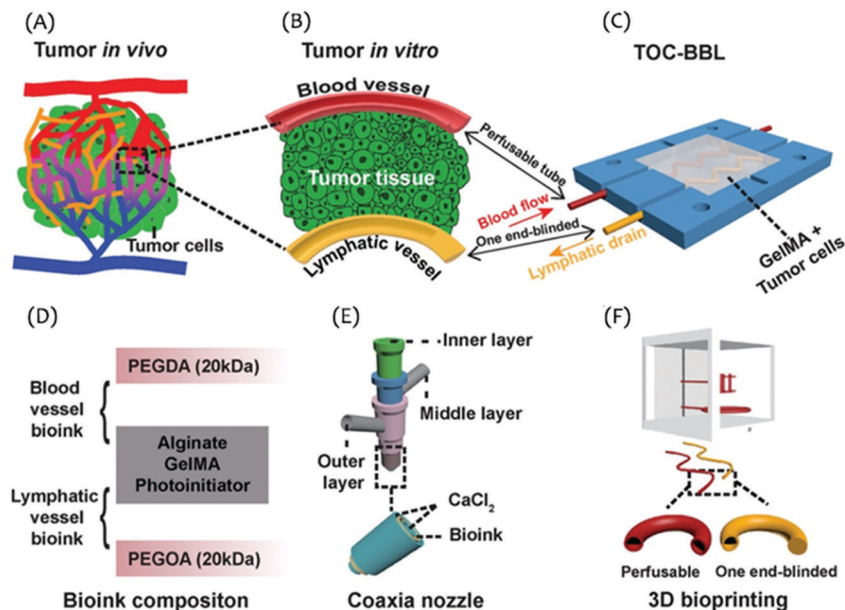 (A)
Tumor in vivo
Tumor cells
(B)
Tumor in vitro
Blood vessel
Tumor tissue
Lymphatic vessel
Perfusable tube
Blood flow
One end-blinded
Lymphatic drain
(C)
TOC-BBL
GelMA +
Tumor cells
(D)
PEGDA (20kDa)
Blood
vessel
bioink
Alginate
GelMA
Photoinitiator
Lymphatic
vessel
bioink
PEGOA (20kDa)
Bioink compositon
(E)
Inner layer
Middle layer
Outer
layer
CaCl₂
Bioink
Coaxia nozzle
(F)
Perfusable
One end-blinded
3D bioprinting